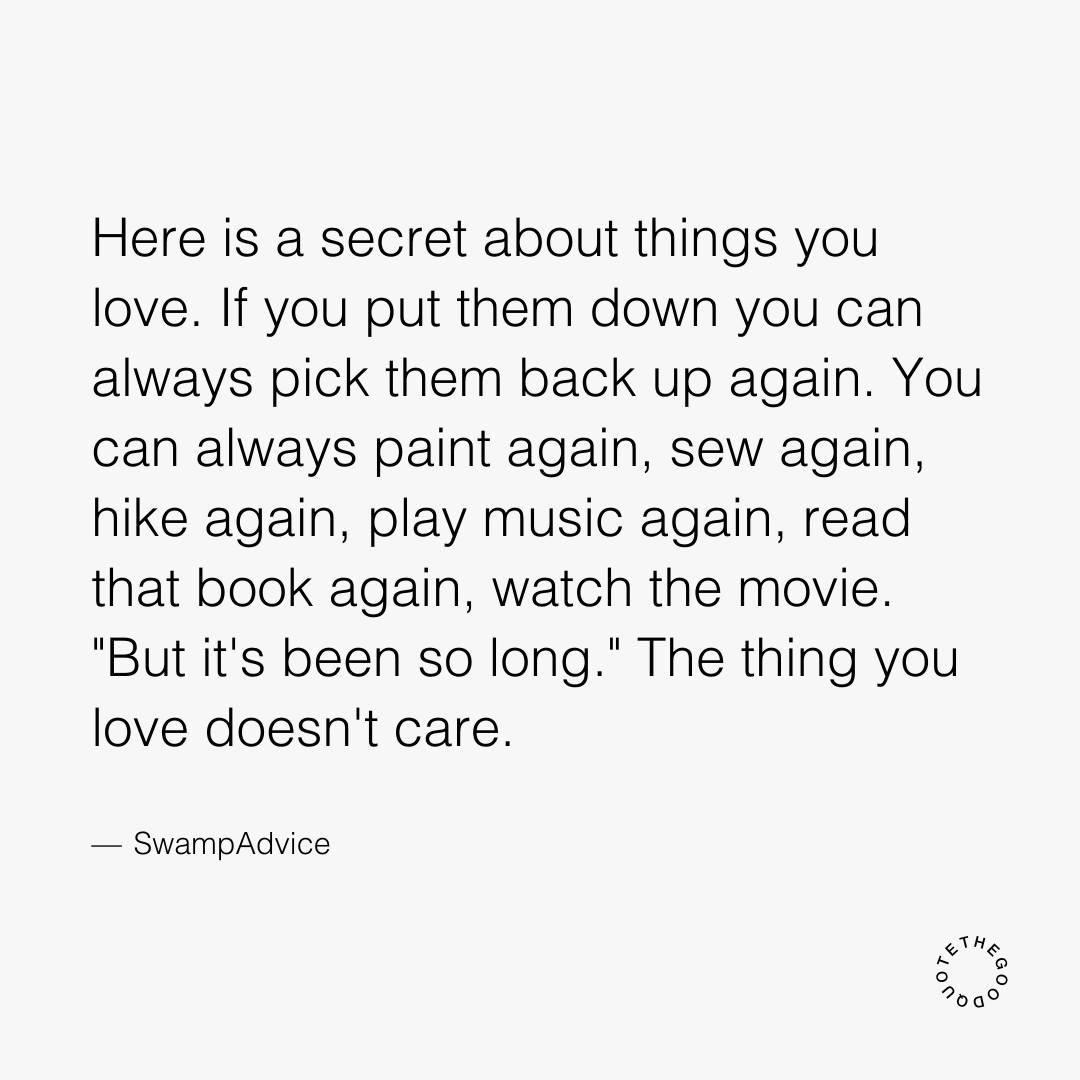 Here is a secret about things you
love. If you put them down you can
always pick them back up again. You
can always paint again, sew again,
hike again, play music again, read
that book again, watch the movie.
"But it's been so long." The thing you
love doesn't care.
— SwampAdvice
THEGOODQUOTE